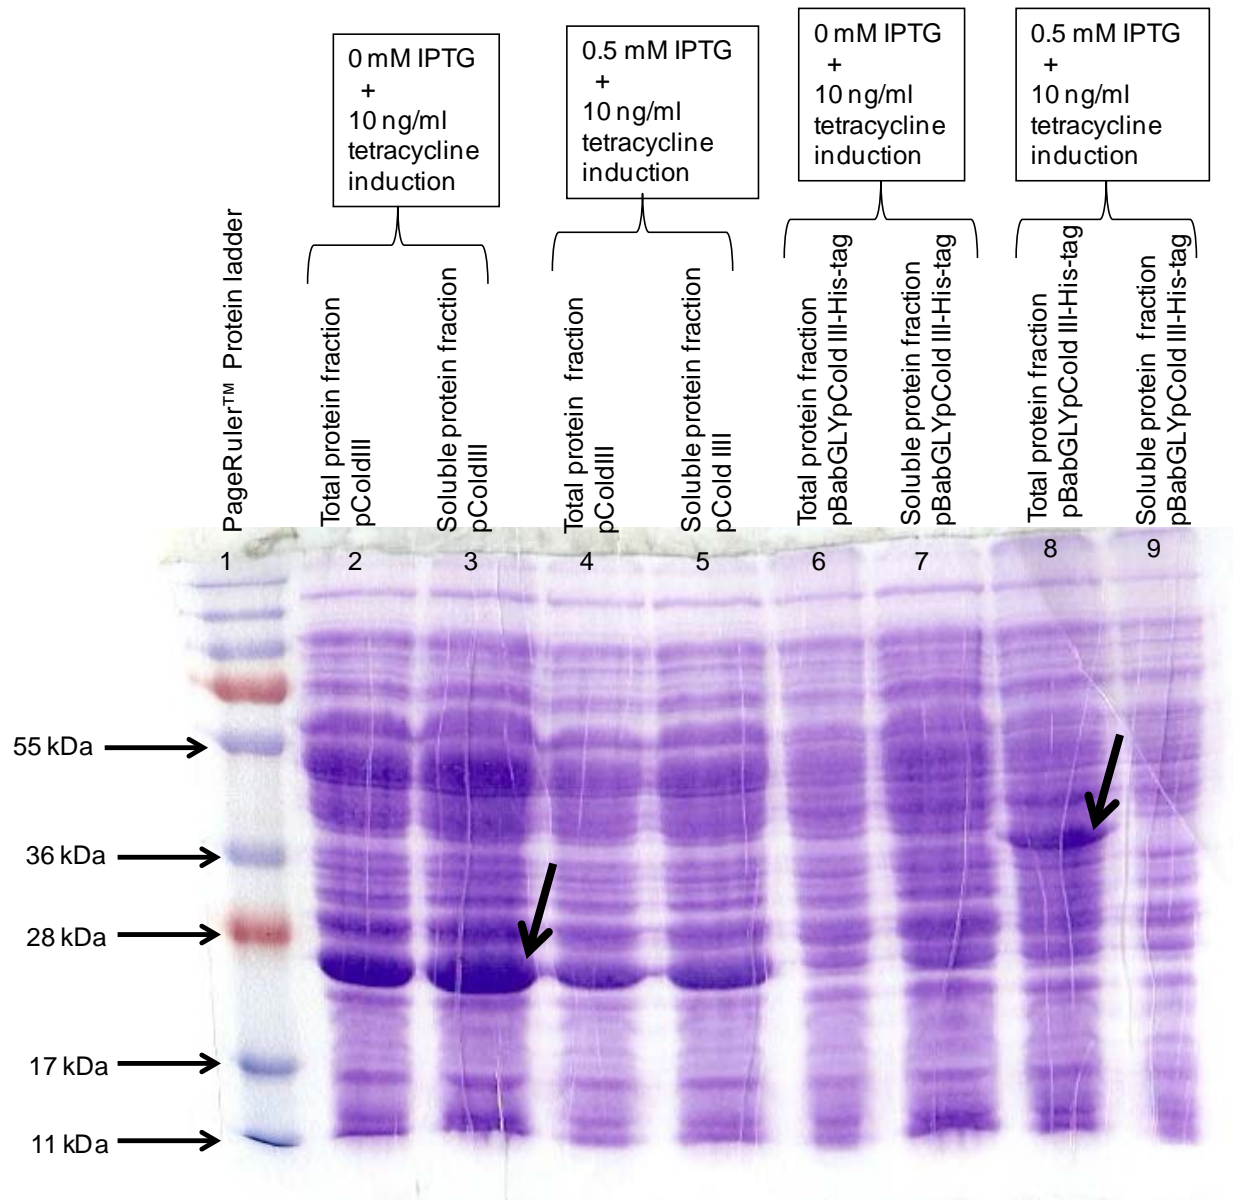 0 mM IPTG
+
10 ng/ml
tetracycline
induction
0.5 mM IPTG
+
10 ng/ml
tetracycline
induction
0 mM IPTG
+
10 ng/ml
tetracycline
induction
0.5 mM IPTG
+
10 ng/ml
tetracycline
induction
PageRuler™ Protein ladder
Total protein fraction
pColdIII
Soluble protein fraction
pColdIII
Total protein fraction
pColdIII
Soluble protein fraction
pCold IIII
Total protein fraction
pBabGLYpCold III-His-tag
Soluble protein fraction
pBabGLYpCold III-His-tag
Total protein fraction
pBabGLYpCold III-His-tag
Soluble protein fraction
pBabGLYpCold III-His-tag
1 2 3 4 5 6 7 8 9
55 kDa
36 kDa
28 kDa
17 kDa
11 kDa